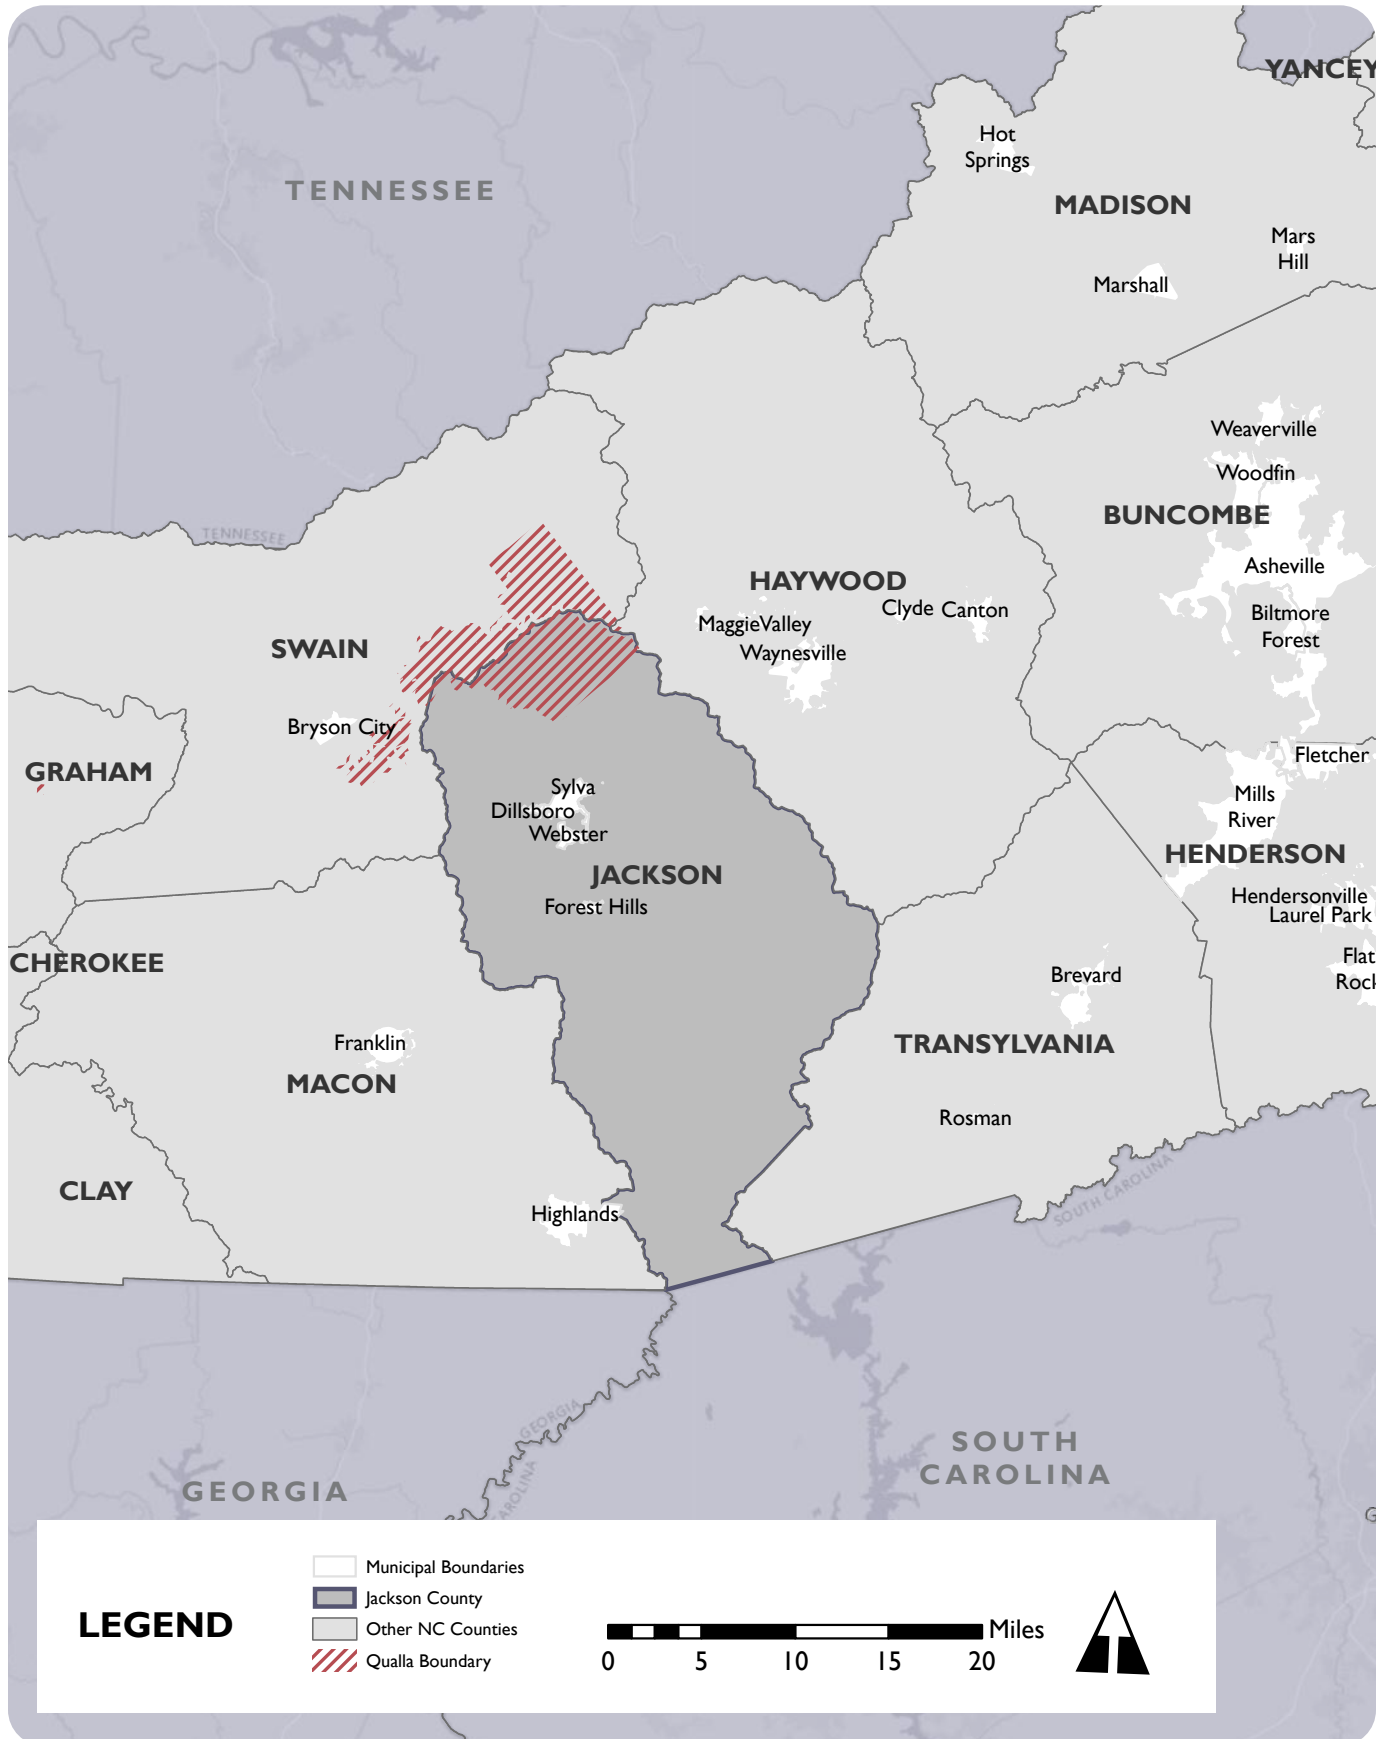 YANCEY
Hot
Springs
TENNESSEE
MADISON
Mars
Hill
Marshall
Weaverville
Woodfin
BUNCOMBE
TENNESSEE
Asheville
HAYWOOD
Clyde Canton
Biltmore
Forest
MaggieValley
Waynesville
SWAIN
Bryson City
Fletcher
GRAHAM
Sylva
Dillsboro
Webster
Mills
River
HENDERSON
JACKSON
Hendersonville
Laurel Park
Forest Hills
CHEROKEE
Flat
Rock
Brevard
Franklin
TRANSYLVANIA
MACON
Rosman
CLAY
SOUTH CAROLINA
Highlands
GEORGIA
CAROLINA
SOUTH
CAROLINA
GEORGIA
G
LEGEND
Municipal Boundaries
Jackson County
Other NC Counties
Qualla Boundary
Miles
0 5 10 15 20